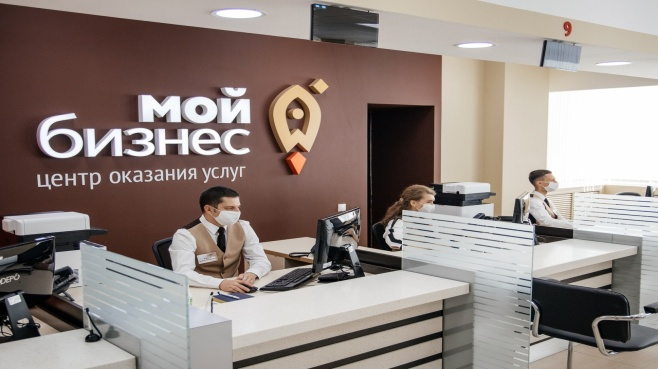 9
мой
бизнес
центр оказания услуг